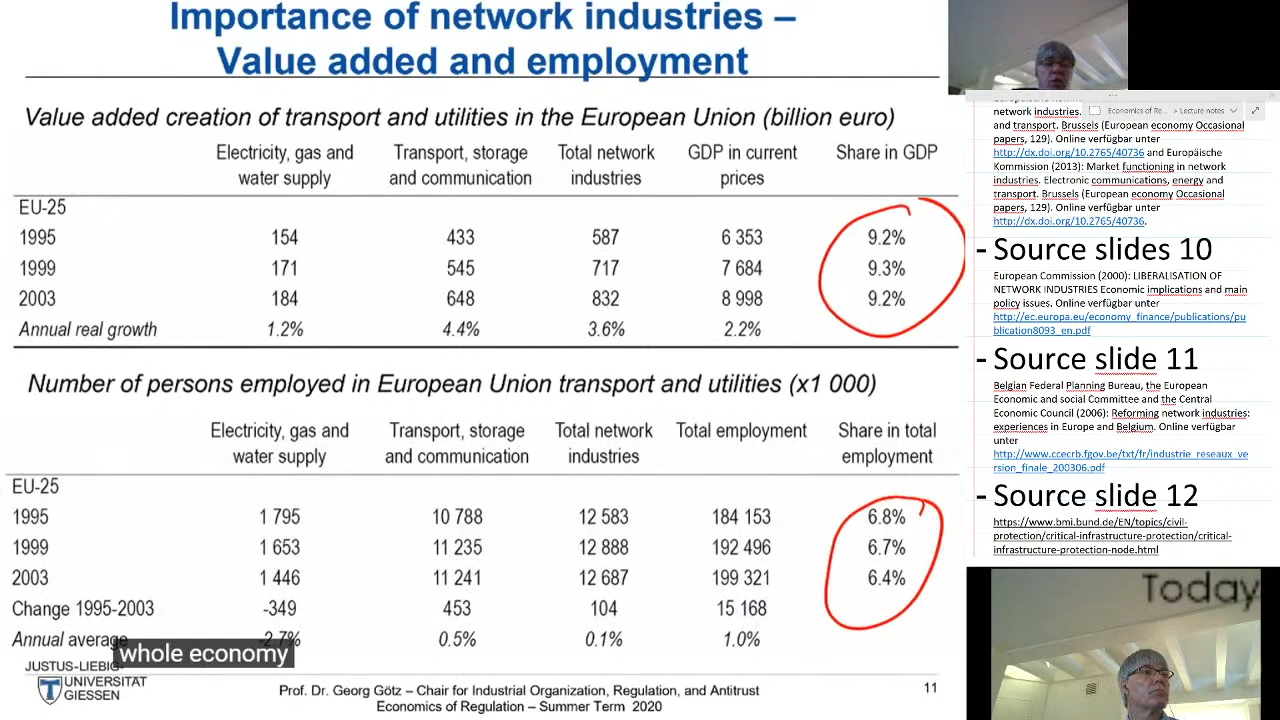 Importance of network industries –
Value added and employment
Value added creation of transport and utilities in the European Union (billion euro)
Electricity, gas and water supply Transport, storage and communication Total network industries GDP in current prices Share in GDP
EU-25
1995 154 433 587 6 353 9.2%
1999 171 545 717 7 684 9.3%
2003 184 648 832 8 998 9.2%
Annual real growth 1.2% 4.4% 3.6% 2.2%
Number of persons employed in European Union transport and utilities (x1 000)
Electricity, gas and water supply Transport, storage and communication Total network industries Total employment Share in total employment
EU-25
1995 1 795 10 788 12 583 184 153 6.8%
1999 1 653 11 235 12 888 192 496 6.7%
2003 1 446 11 241 12 687 199 321 6.4%
Change 1995-2003 -349 453 104 15 168
Annual average -2.7% 0.5% 0.1% 1.0%
whole economy
JUSTUS-LIEBIG-
UNIVERSITAT
GIESSEN
Prof. Dr. Georg Götz – Chair for Industrial Organization, Regulation, and Antitrust
Economics of Regulation – Summer Term 2020
11
Economics of Re... > Lecture notes
network industries.
and transport. Brussels (European economy Occasional
papers, 129). Online verfügbar unter
http://dx.doi.org/10.2765/40736 and Europäische
Kommission (2013): Market functioning in network
industries. Electronic communications, energy and
transport. Brussels (European economy Occasional
papers, 129). Online verfügbar unter
http://dx.doi.org/10.2765/40736.
- Source slides 10
European Commission (2000): LIBERALISATION OF
NETWORK INDUSTRIES Economic implications and main
policy issues. Online verfügbar unter
http://ec.europa.eu/economy_finance/publications/pu
blication8093_en.pdf
- Source slide 11
Belgian Federal Planning Bureau, the European
Economic and social Committee and the Central
Economic Council (2006): Reforming network industries:
experiences in Europe and Belgium. Online verfügbar
unter
http://www.ccecrb.fgov.be/txt/fr/industrie_reseaux_ve
rsion_finale_200306.pdf
- Source slide 12
https://www.bmi.bund.de/EN/topics/civil-
protection/critical-infrastructure-protection/critical-
infrastructure-protection-node.html
Today